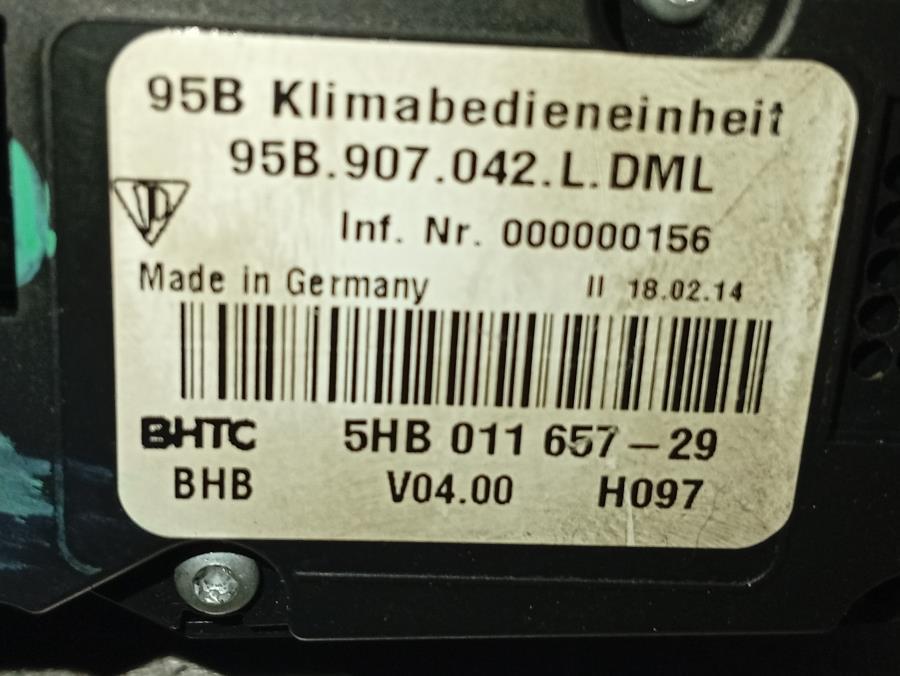 95B Klimabedieneinheit
95B.907.042.L.DML
Inf. Nr. 000000156
Made in Germany II 18.02.14
BHTC 5HB 011 657-29
BHB V04.00 H097